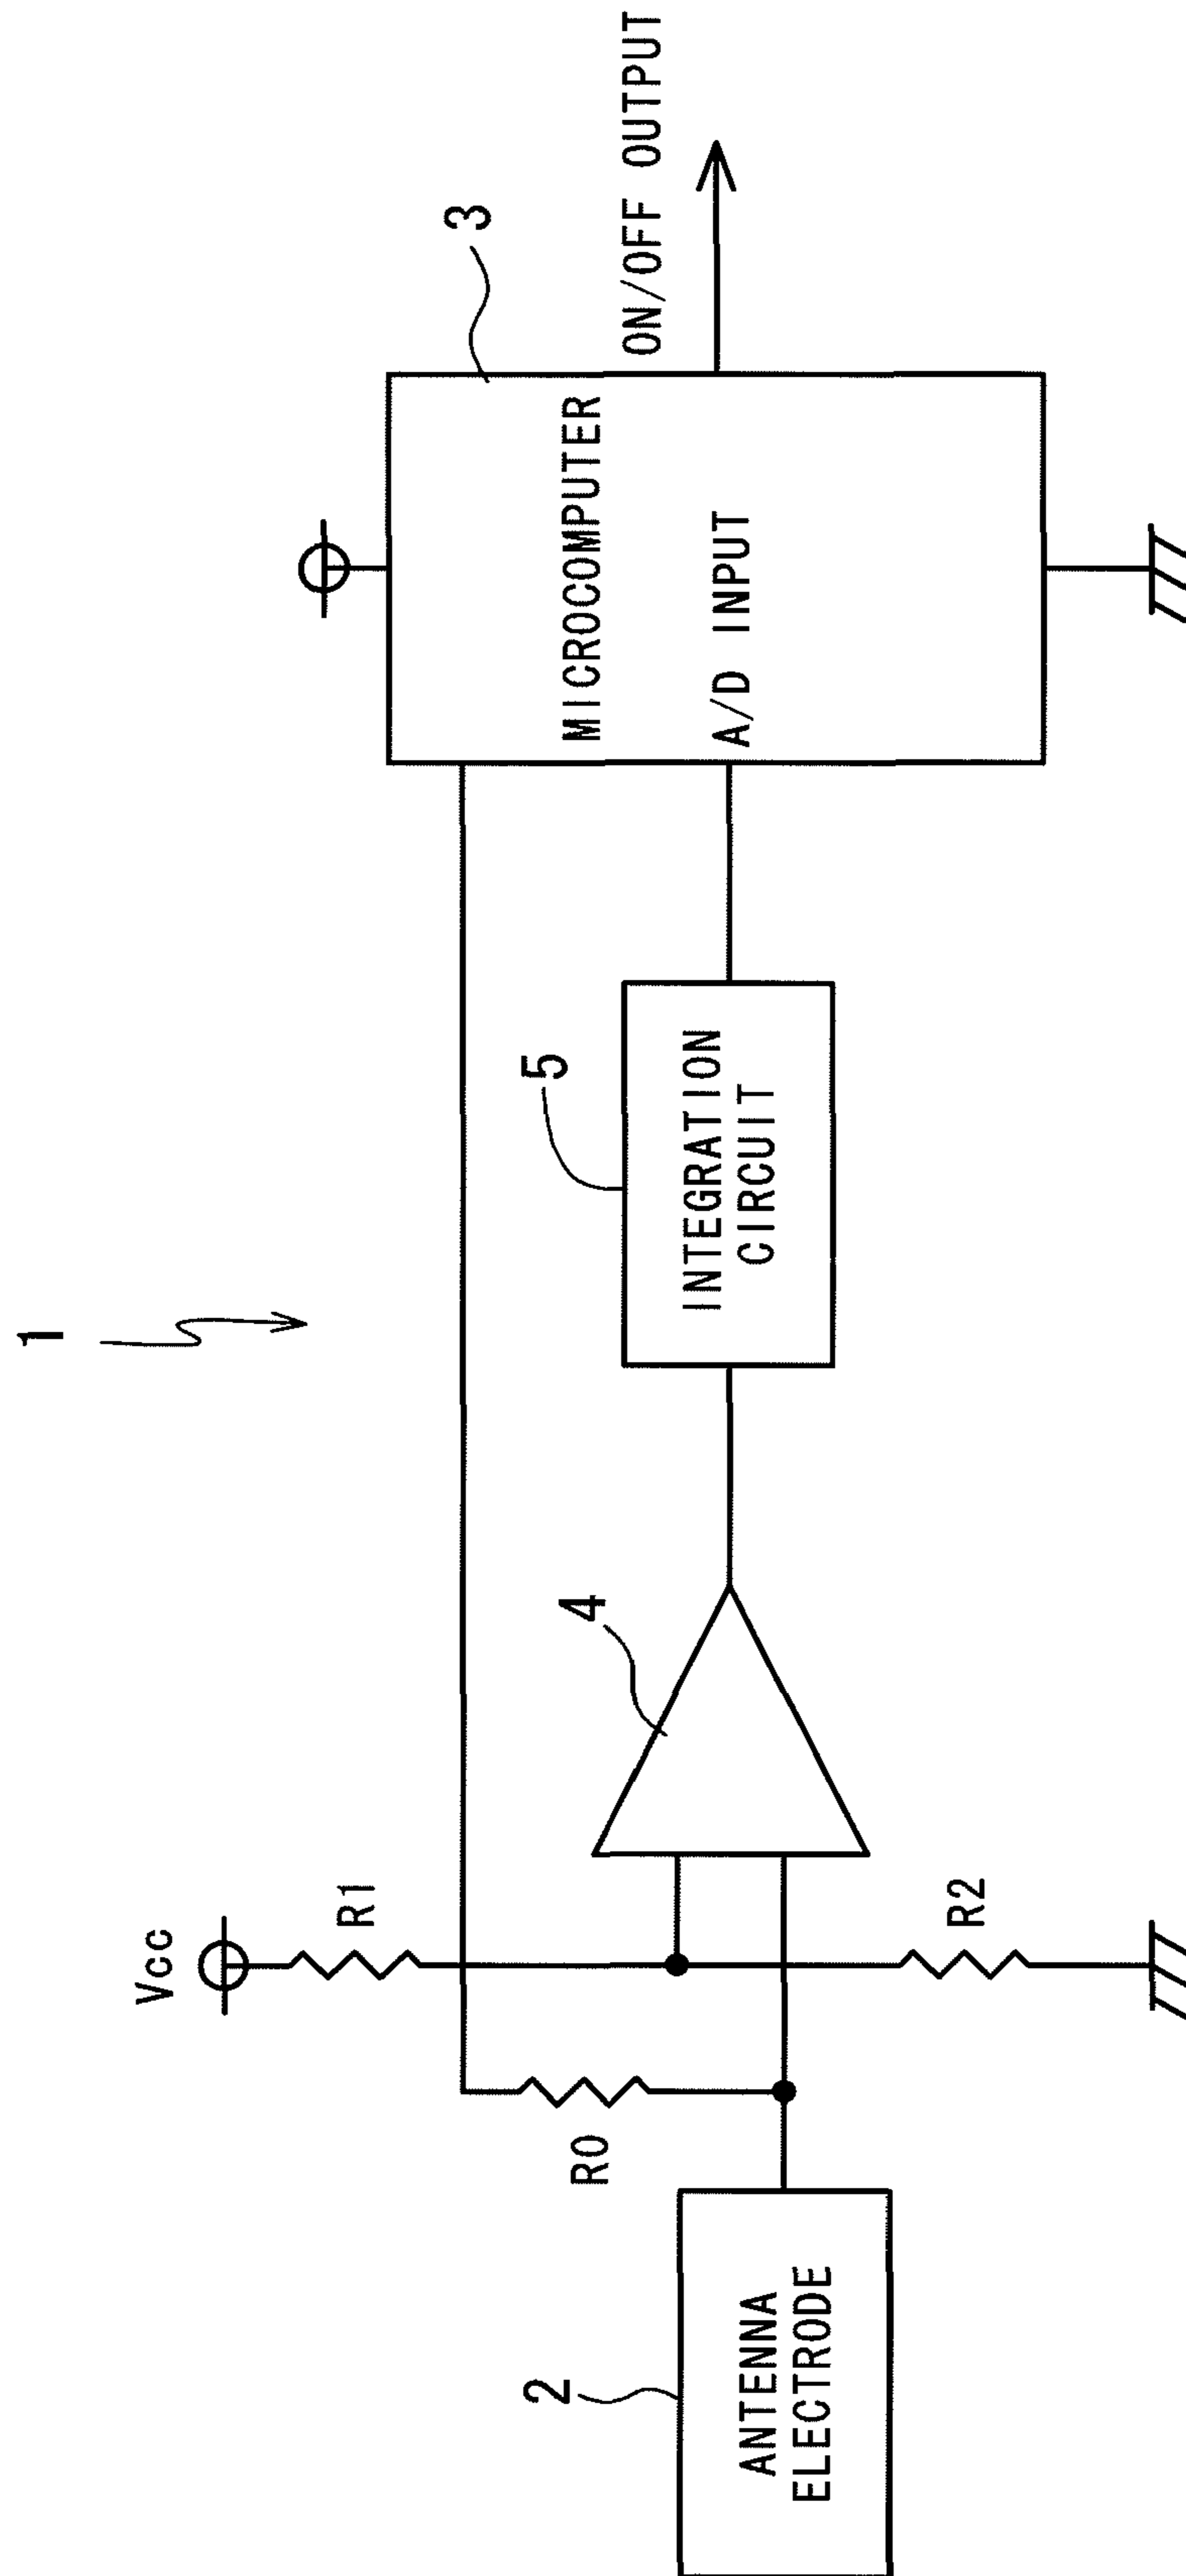 1
Vcc
R1
R0
R2
2
ANTENNA
ELECTRODE
4
5
INTEGRATION
CIRCUIT
3
MICROCOMPUTER
A/D INPUT
ON/OFF OUTPUT